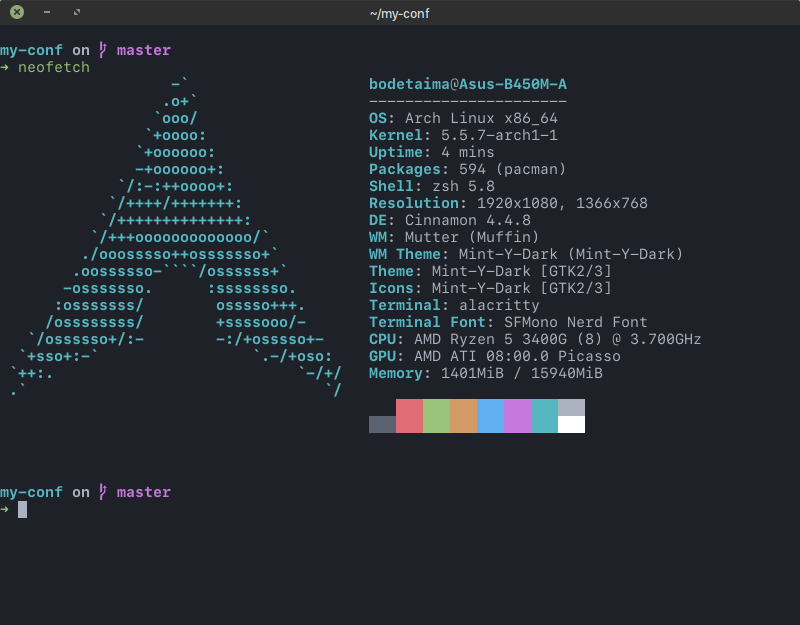 ~/my-conf
my-conf on master
➜ neofetch
-`
.o+`
`ooo/
`+oooo:
`+oooooo:
-+oooooo+:
`/:-:++oooo+:
`/++++/+++++++:
`/++++++++++++++:
`/+++ooooooooooooo/`
./ooosssso++osssssso+`
.oossssso-````/ossssss+`
-osssssso. :ssssssso.
:osssssss/ osssso+++.
/ossssssss/ +ssssooo/-
`/ossssso+/:- -:/+osssso+-
`+sso+:-` `.-/+oso:
`++:. `-/+/
.` `/
bodetaima@Asus-B450M-A
----------------------
OS: Arch Linux x86_64
Kernel: 5.5.7-arch1-1
Uptime: 4 mins
Packages: 594 (pacman)
Shell: zsh 5.8
Resolution: 1920x1080, 1366x768
DE: Cinnamon 4.4.8
WM: Mutter (Muffin)
WM Theme: Mint-Y-Dark (Mint-Y-Dark)
Theme: Mint-Y-Dark [GTK2/3]
Icons: Mint-Y-Dark [GTK2/3]
Terminal: alacritty
Terminal Font: SFMono Nerd Font
CPU: AMD Ryzen 5 3400G (8) @ 3.700GHz
GPU: AMD ATI 08:00.0 Picasso
Memory: 1401MiB / 15940MiB
my-conf on master
➜